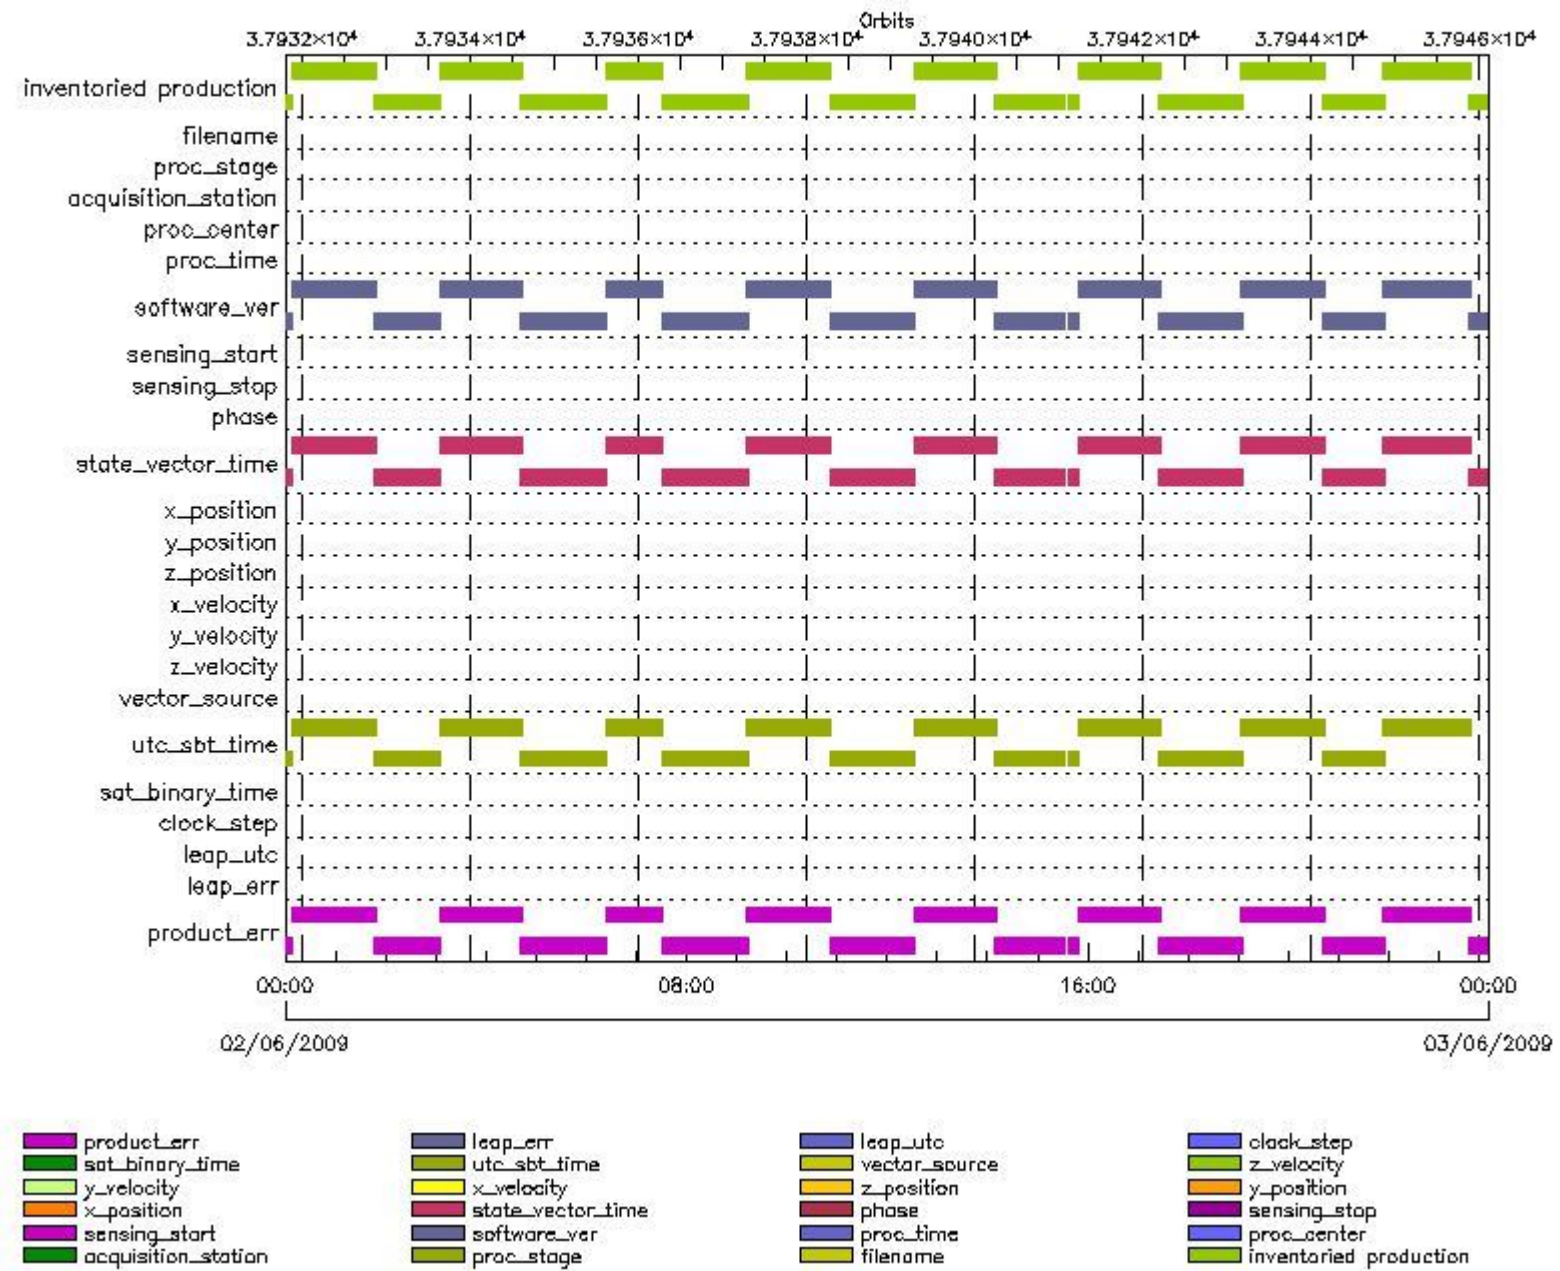 Orbits
3.7932×10⁴ 3.7934×10⁴ 3.7936×10⁴ 3.7938×10⁴ 3.7940×10⁴ 3.7942×10⁴ 3.7944×10⁴ 3.7946×10⁴
inventoried production
filename
proc_stage
acquisition_station
proc_center
proc_time
software_ver
sensing_start
sensing_stop
phase
state_vector_time
x_position
y_position
z_position
x_velocity
y_velocity
z_velocity
vector_source
utc_sbt_time
sat_binary_time
clock_step
leap_utc
leap_err
product_err
00:00 08:00 16:00 00:00
02/06/2009 03/06/2009
product_err leap_err leap_utc clock_step
sat_binary_time utc_sbt_time vector_source z_velocity
y_velocity x_velocity z_position y_position
x_position state_vector_time phase sensing_stop
sensing_start software_ver proc_time proc_center
acquisition_station proc_stage filename inventoried production